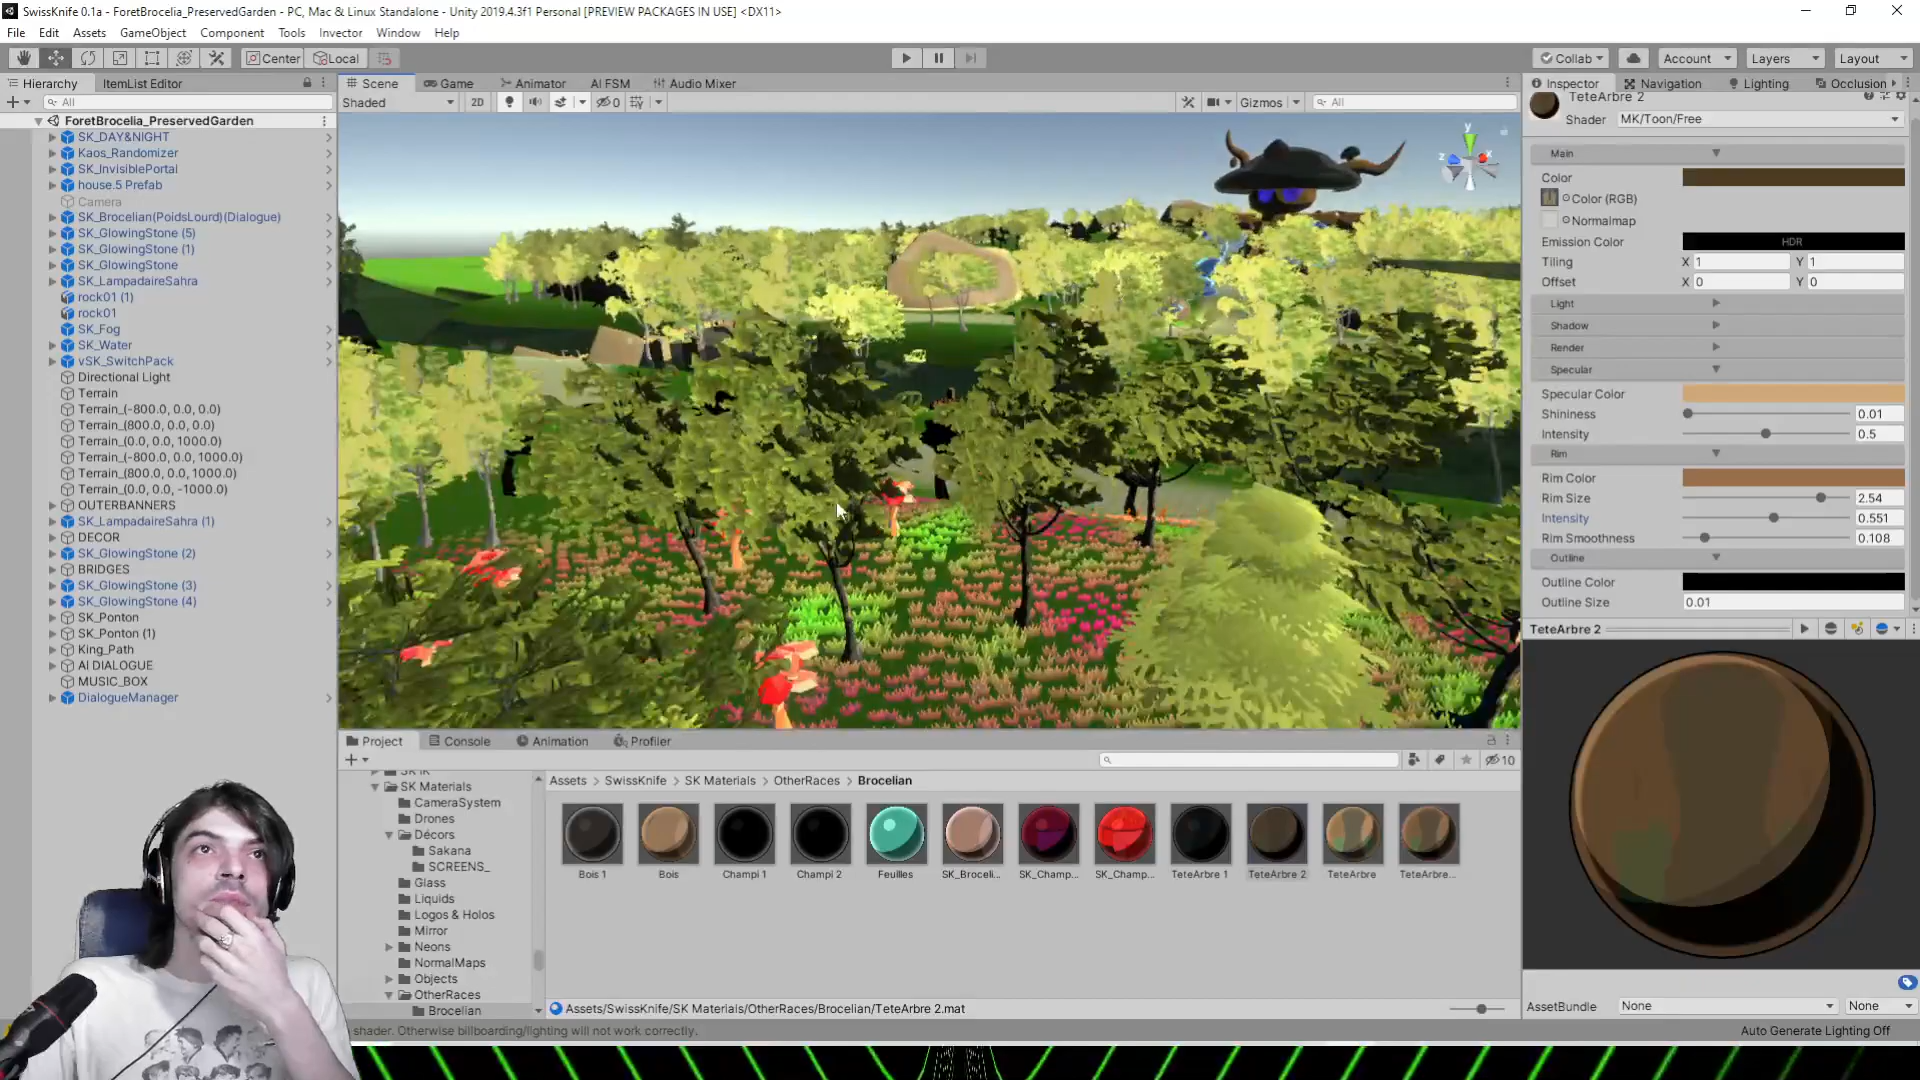 SwissKnife 0.1a - ForetBrocelia_PreservedGarden - PC, Mac & Linux Standalone - Unity 2019.4.3f1 Personal [PREVIEW PACKAGES IN USE] <DX11>
File Edit Assets GameObject Component Tools Invector Window Help
Center Local Collab Account Layers Layout
Hierarchy ItemList Editor
All
ForetBrocelia_PreservedGarden
SK_DAY&NIGHT
Kaos_Randomizer
SK_InvisiblePortal
house.5 Prefab
Camera
SK_Brocelian(PoidsLourd)(Dialogue)
SK_GlowingStone (5)
SK_GlowingStone (1)
SK_GlowingStone
SK_LampadaireSahra
rock01 (1)
rock01
SK_Fog
SK_Water
vSK_SwitchPack
Directional Light
Terrain
Terrain_(-800.0, 0.0, 0.0)
Terrain_(800.0, 0.0, 0.0)
Terrain_(0.0, 0.0, 1000.0)
Terrain_(-800.0, 0.0, 1000.0)
Terrain_(800.0, 0.0, 1000.0)
Terrain_(0.0, 0.0, -1000.0)
OUTERBANNERS
SK_LampadaireSahra (1)
DECOR
SK_GlowingStone (2)
BRIDGES
SK_GlowingStone (3)
SK_GlowingStone (4)
SK_Ponton
SK_Ponton (1)
King_Path
AI DIALOGUE
MUSIC_BOX
DialogueManager
Scene Game Animator AI FSM Audio Mixer
Shaded 2D 0 Gizmos All
y
z x
Inspector Navigation Lighting Occlusion
TeteArbre 2
Shader MK/Toon/Free
Main
Color
Color (RGB)
Normalmap
Emission Color HDR
Tiling X 1 Y 1
Offset X 0 Y 0
Light
Shadow
Render
Specular
Specular Color
Shininess 0.01
Intensity 0.5
Rim
Rim Color
Rim Size 2.54
Intensity 0.551
Rim Smoothness 0.108
Outline
Outline Color
Outline Size 0.01
TeteArbre 2
AssetBundle None None
Auto Generate Lighting Off
Project Console Animation Profiler
10
SK Materials
CameraSystem
Drones
Décors
Sakana
SCREENS_
Glass
Liquids
Logos & Holos
Mirror
Neons
NormalMaps
Objects
OtherRaces
Brocelian
Assets > SwissKnife > SK Materials > OtherRaces > Brocelian
Bois 1 Bois Champi 1 Champi 2 Feuilles SK_Broceli... SK_Champ... SK_Champ... TeteArbre 1 TeteArbre 2 TeteArbre TeteArbre...
Assets/SwissKnife/SK Materials/OtherRaces/Brocelian/TeteArbre 2.mat
shader. Otherwise billboarding/lighting will not work correctly.